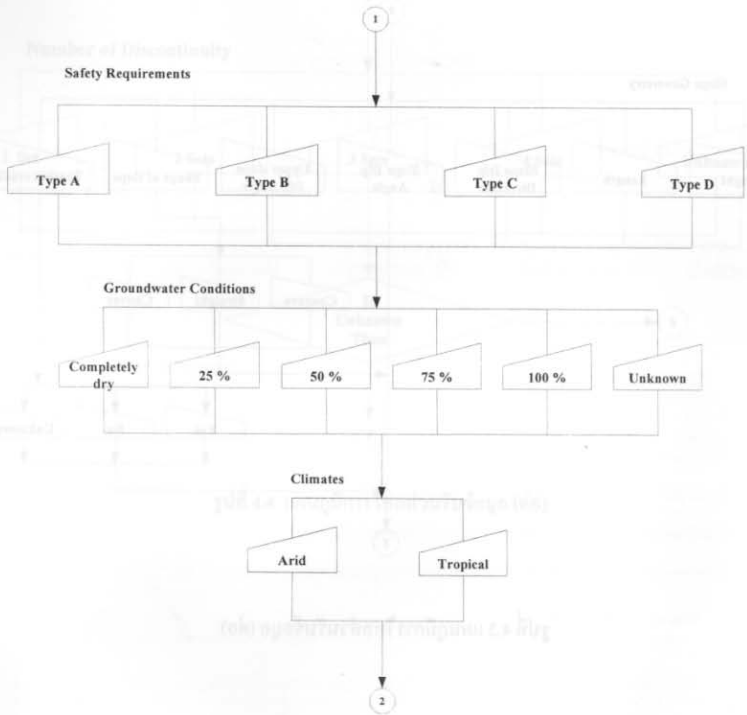 1
Safety Requirements
Type A
Type B
Type C
Type D
Groundwater Conditions
Completely
dry
25 %
50 %
75 %
100 %
Unknown
Climates
Arid
Tropical
2